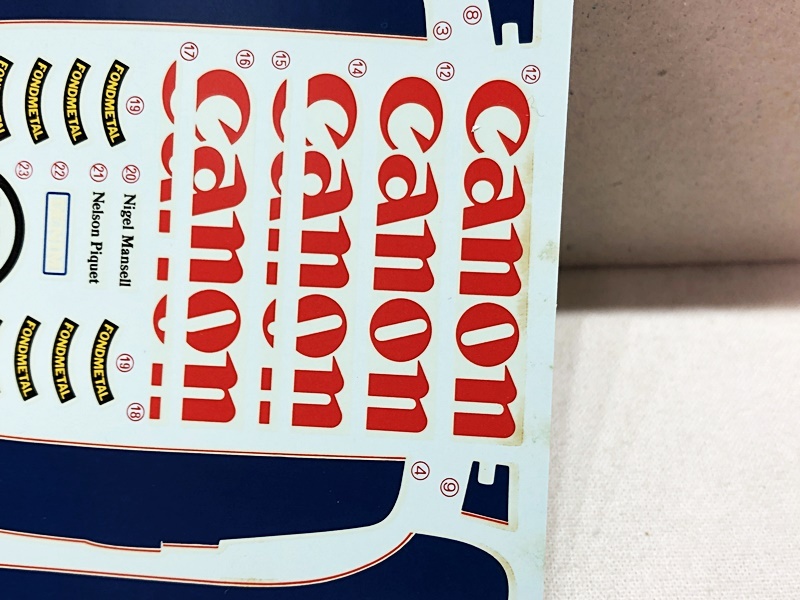 17
16
15
14
12
12
8
3
Canon
Canon
Canon
Canon
Canon
Canon
FONDMETAL
FONDMETAL
FONDMETAL
19
20
21
22
23
Nigel Mansell
Nelson Piquet
FONDMETAL
FONDMETAL
FONDMETAL
19
18
4
9